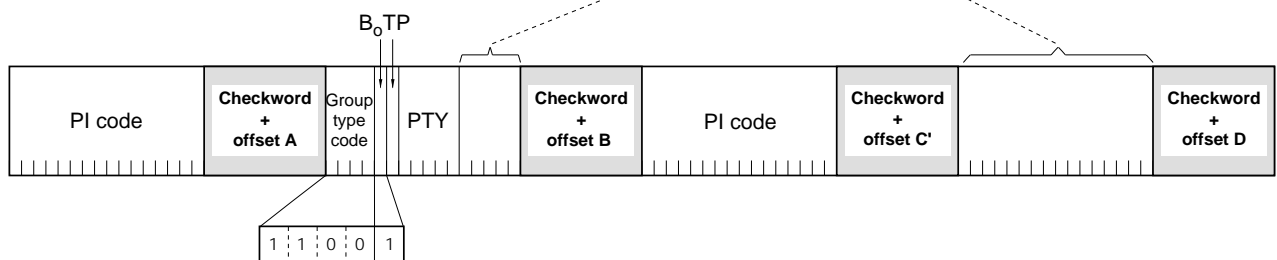 BoTP
PI code
Checkword
+
offset A
Group
type
code
PTY
Checkword
+
offset B
PI code
Checkword
+
offset C'
Checkword
+
offset D
1 1 0 0 1